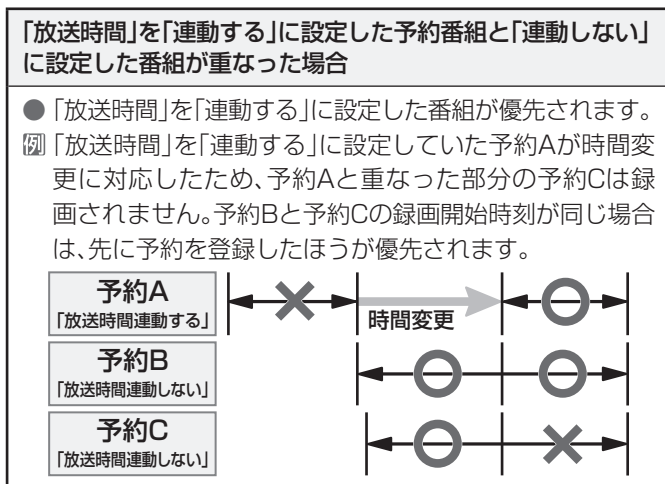 「放送時間」を「連動する」に設定した予約番組と「連動しない」
に設定した番組が重なった場合
●「放送時間」を「連動する」に設定した番組が優先されます。
例「放送時間」を「連動する」に設定していた予約Aが時間変
更に対応したため、予約Aと重なった部分の予約Cは録
画されません。予約Bと予約Cの録画開始時刻が同じ場合
は、先に予約を登録したほうが優先されます。
予約A
「放送時間連動する」
時間変更
予約B
「放送時間連動しない」
予約C
「放送時間連動しない」